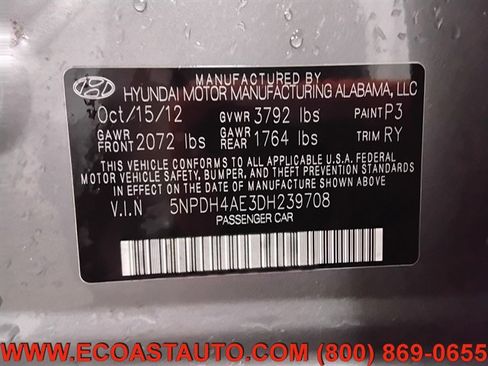 MANUFACTURED BY
HYUNDAI MOTOR MANUFACTURING ALABAMA, LLC
Oct/15/12 GVWR 3792 lbs PAINT P3
GAWR FRONT 2072 lbs GAWR REAR 1764 lbs TRIM RY
THIS VEHICLE CONFORMS TO ALL APPLICABLE U.S.A. FEDERAL
MOTOR VEHICLE SAFETY, BUMPER, AND THEFT PREVENTION STANDARDS
IN EFFECT ON THE DATE OF MANUFACTURE SHOWN ABOVE.
V.I.N 5NPDH4AE3DH239708
PASSENGER CAR
WWW.ECOASTAUTO.COM (800) 869-0655